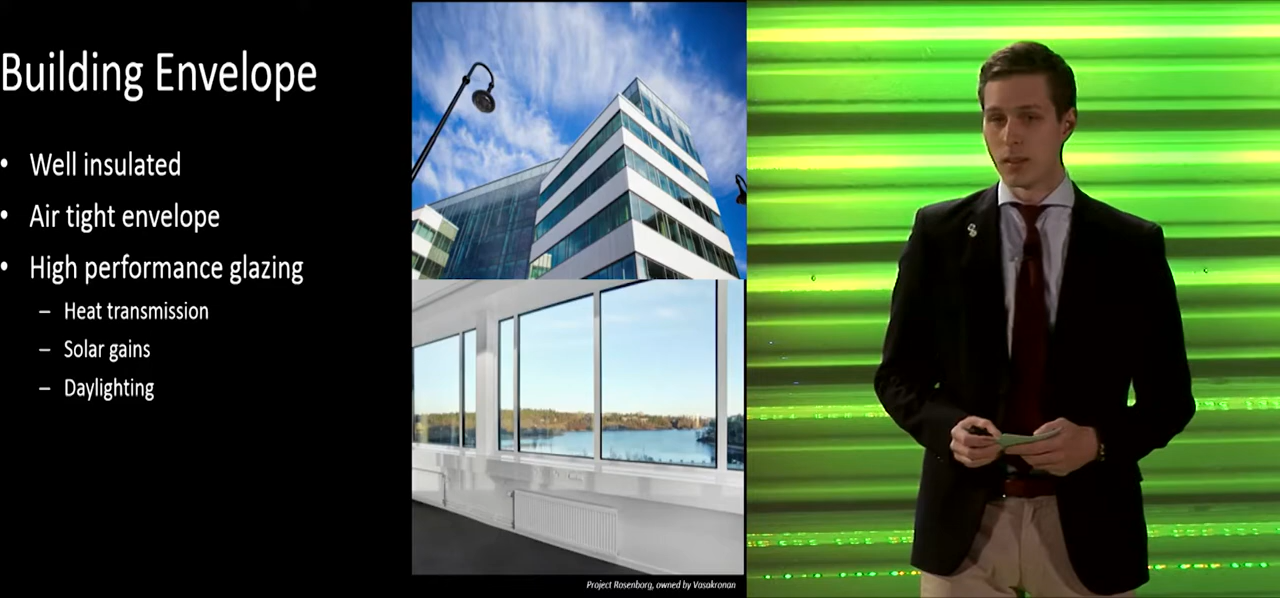 Building Envelope
• Well insulated
• Air tight envelope
• High performance glazing
– Heat transmission
– Solar gains
– Daylighting
Project Rosenborg, owned by Vasakronan